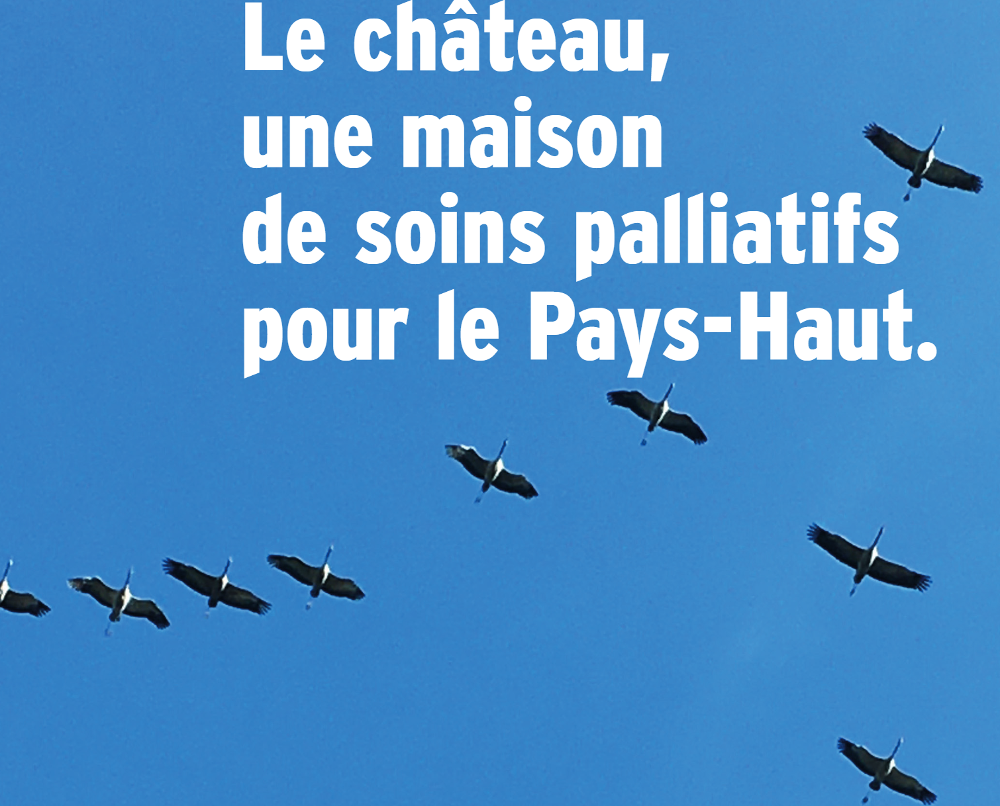 Le château,
une maison
de soins palliatifs
pour le Pays-Haut.